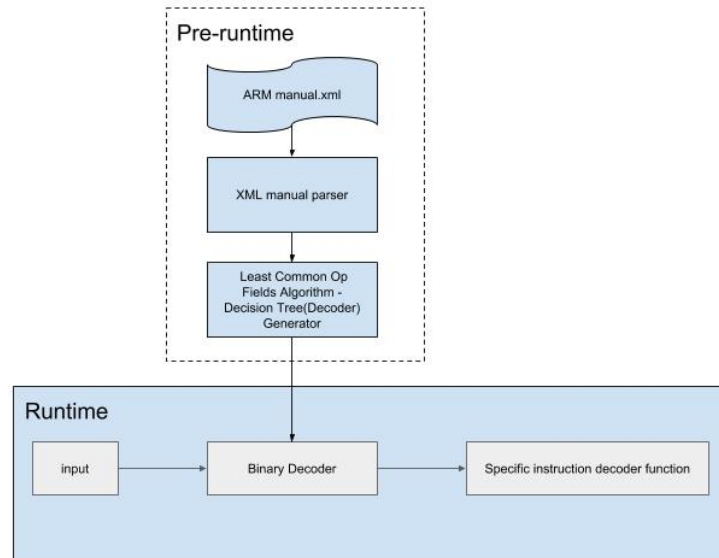 Pre-runtime
ARM manual.xml
XML manual parser
Least Common Op
Fields Algorithm -
Decision Tree(Decoder)
Generator
Runtime
input
Binary Decoder
Specific instruction decoder function